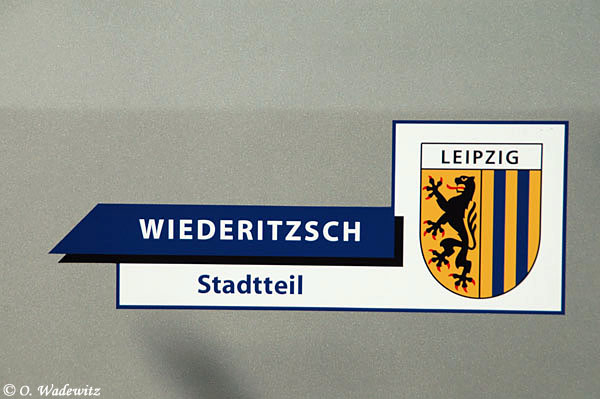 LEIPZIG
WIEDERITZSCH
Stadtteil
© O. Wadewitz